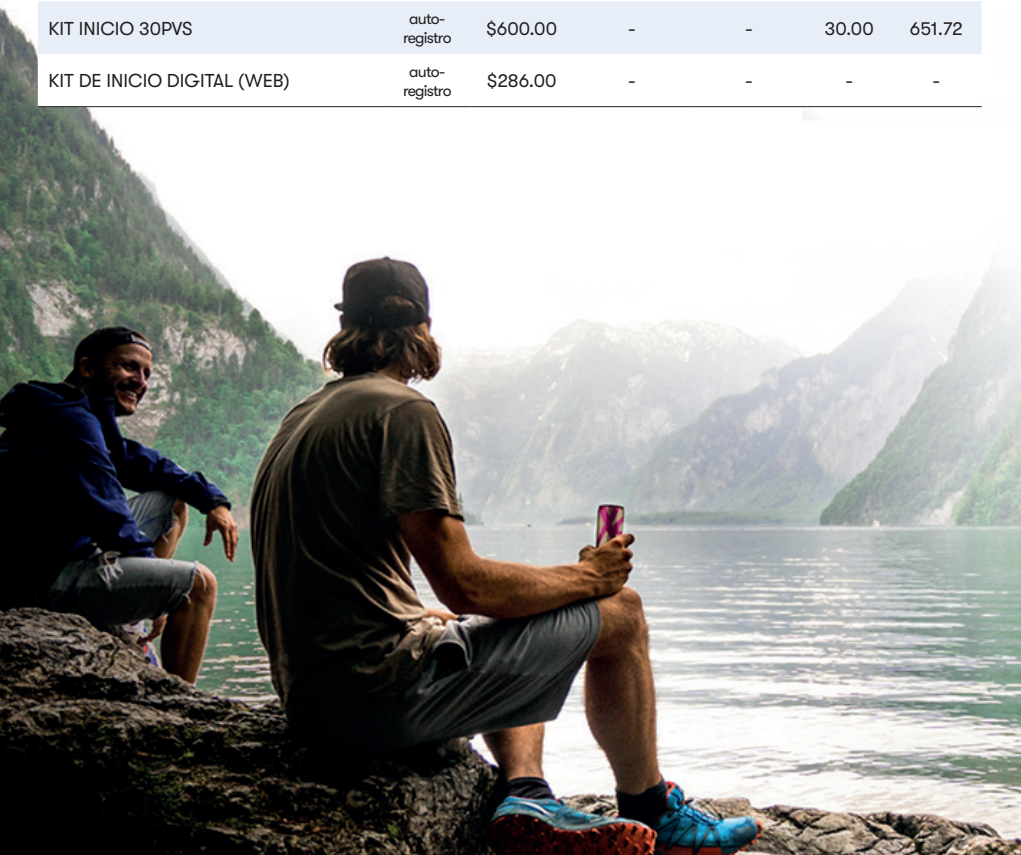 KIT INICIO 30PVS auto-registro $600.00 - - 30.00 651.72
KIT DE INICIO DIGITAL (WEB) auto-registro $286.00 - - - -